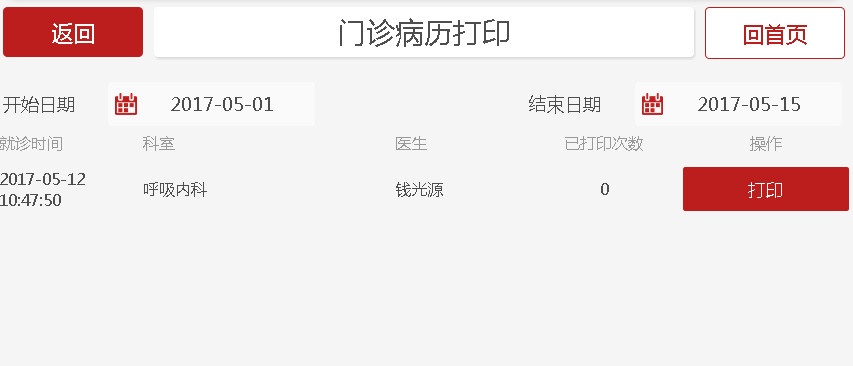 返回 门诊病历打印 回首页
开始日期 2017-05-01 结束日期 2017-05-15
就诊时间 科室 医生 已打印次数 操作
2017-05-12
10:47:50 呼吸内科 钱光源 0 打印